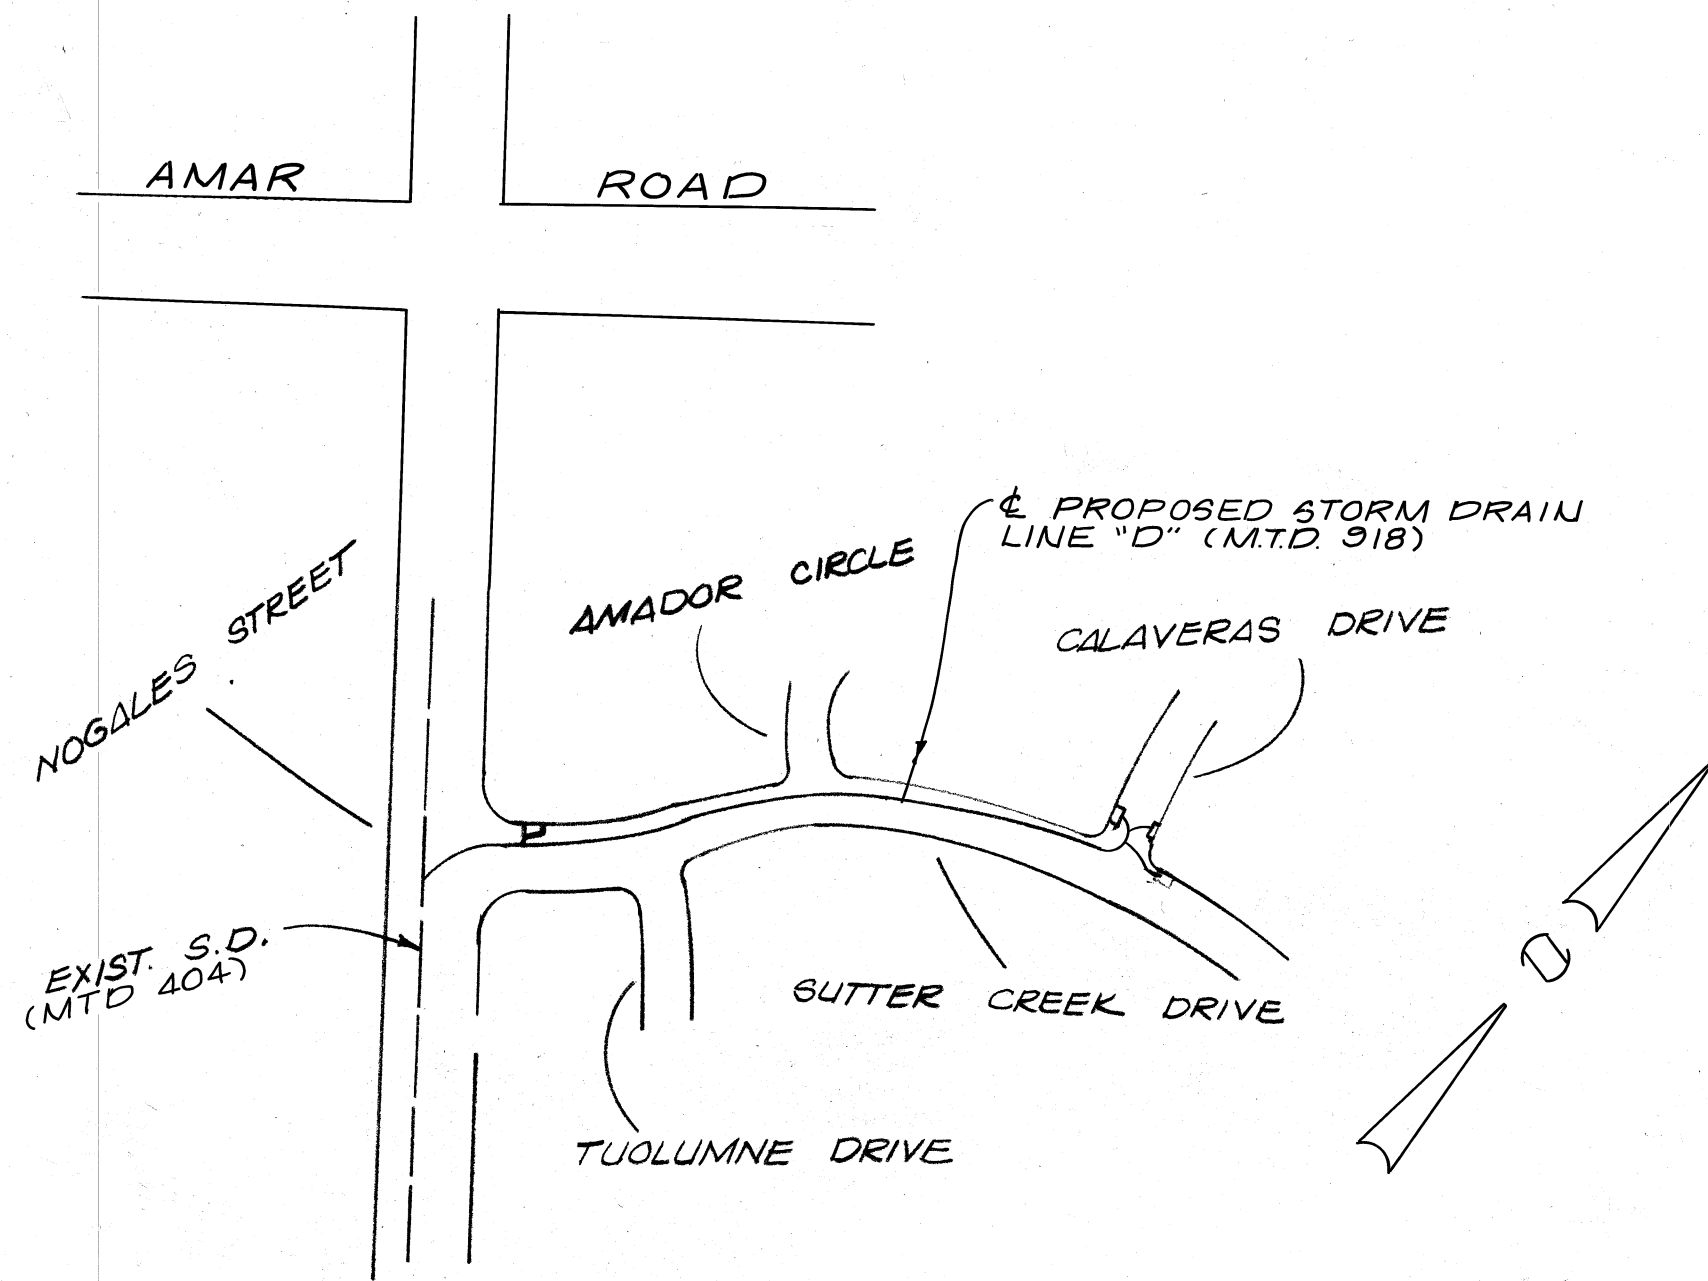 AMAR ROAD
℄ PROPOSED STORM DRAIN
LINE "D" (M.T.D. 918)
AMADOR CIRCLE
CALAVERAS DRIVE
NOGALES STREET
EXIST. S.D.
(MTD 404)
SUTTER CREEK DRIVE
TUOLUMNE DRIVE
N